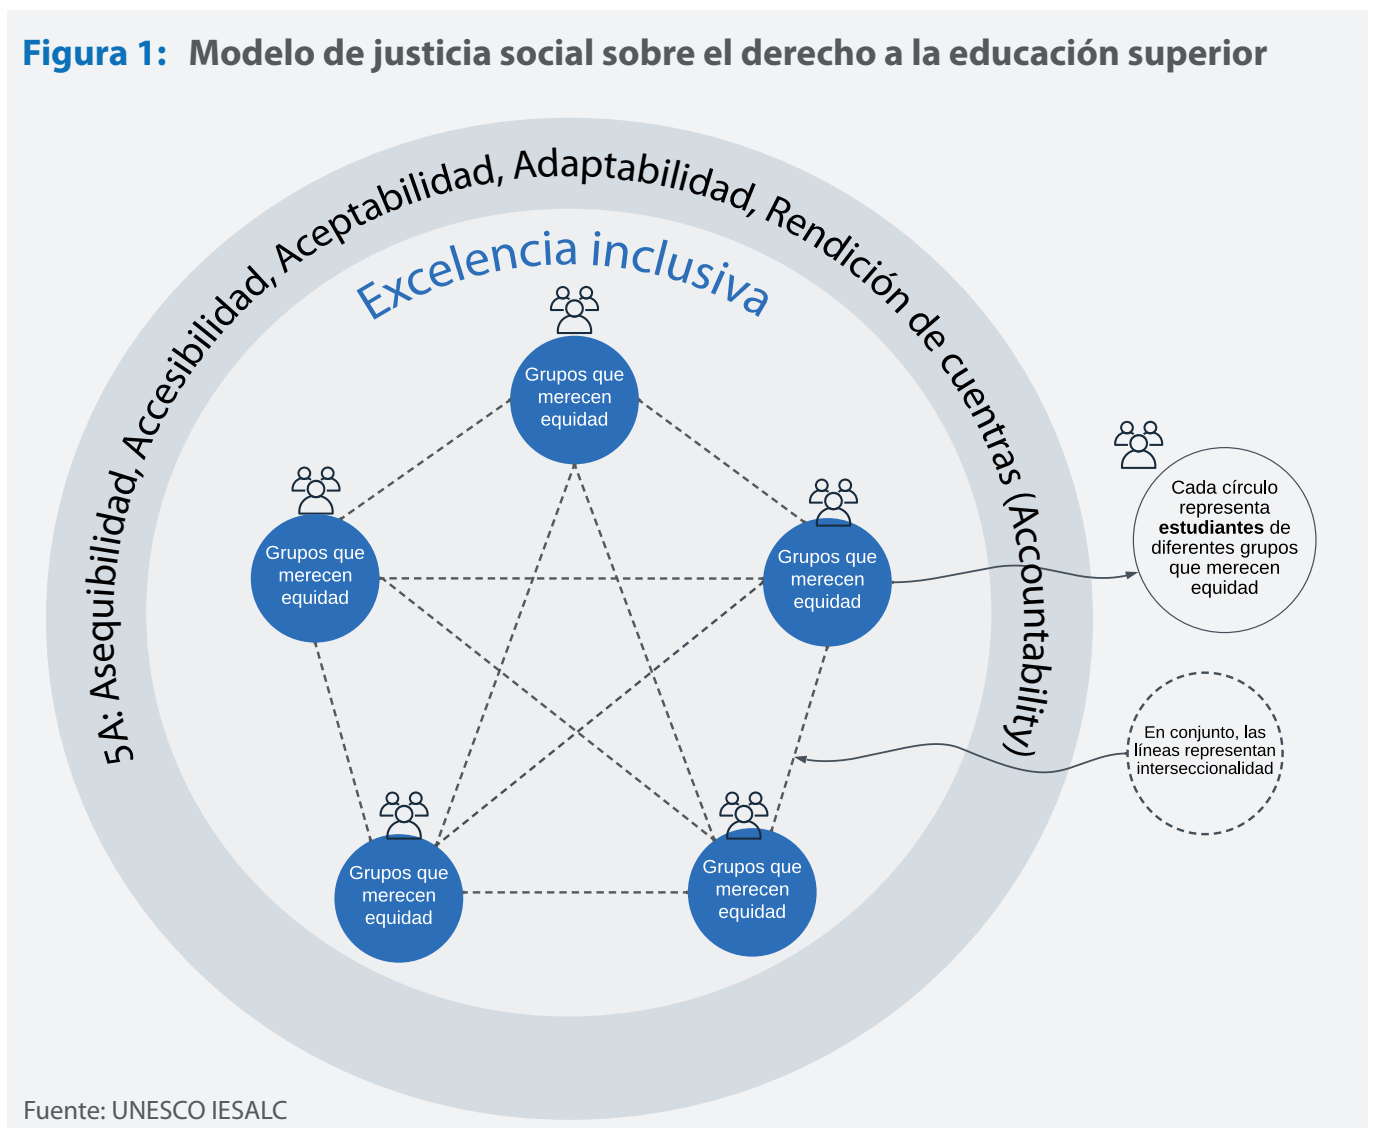 Figura 1: Modelo de justicia social sobre el derecho a la educación superior
5A: Asequibilidad, Accesibilidad, Aceptabilidad, Adaptabilidad, Rendición de cuentras (Accountability)
Excelencia inclusiva
Grupos que
merecen
equidad
Grupos que
merecen
equidad
Grupos que
merecen
equidad
Grupos que
merecen
equidad
Grupos que
merecen
equidad
Cada círculo
representa
estudiantes de
diferentes grupos
que merecen
equidad
En conjunto, las
líneas representan
interseccionalidad
Fuente: UNESCO IESALC